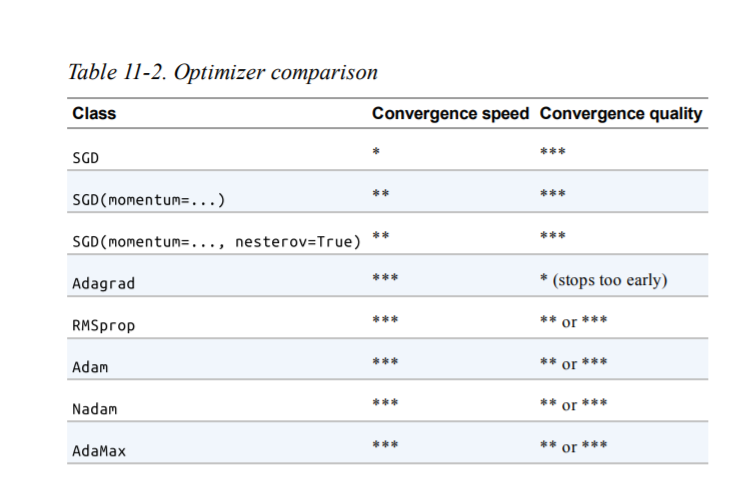 Table 11-2. Optimizer comparison
Class Convergence speed Convergence quality
SGD * ***
SGD(momentum=...) ** ***
SGD(momentum=..., nesterov=True) ** ***
Adagrad *** * (stops too early)
RMSprop *** ** or ***
Adam *** ** or ***
Nadam *** ** or ***
AdaMax *** ** or ***